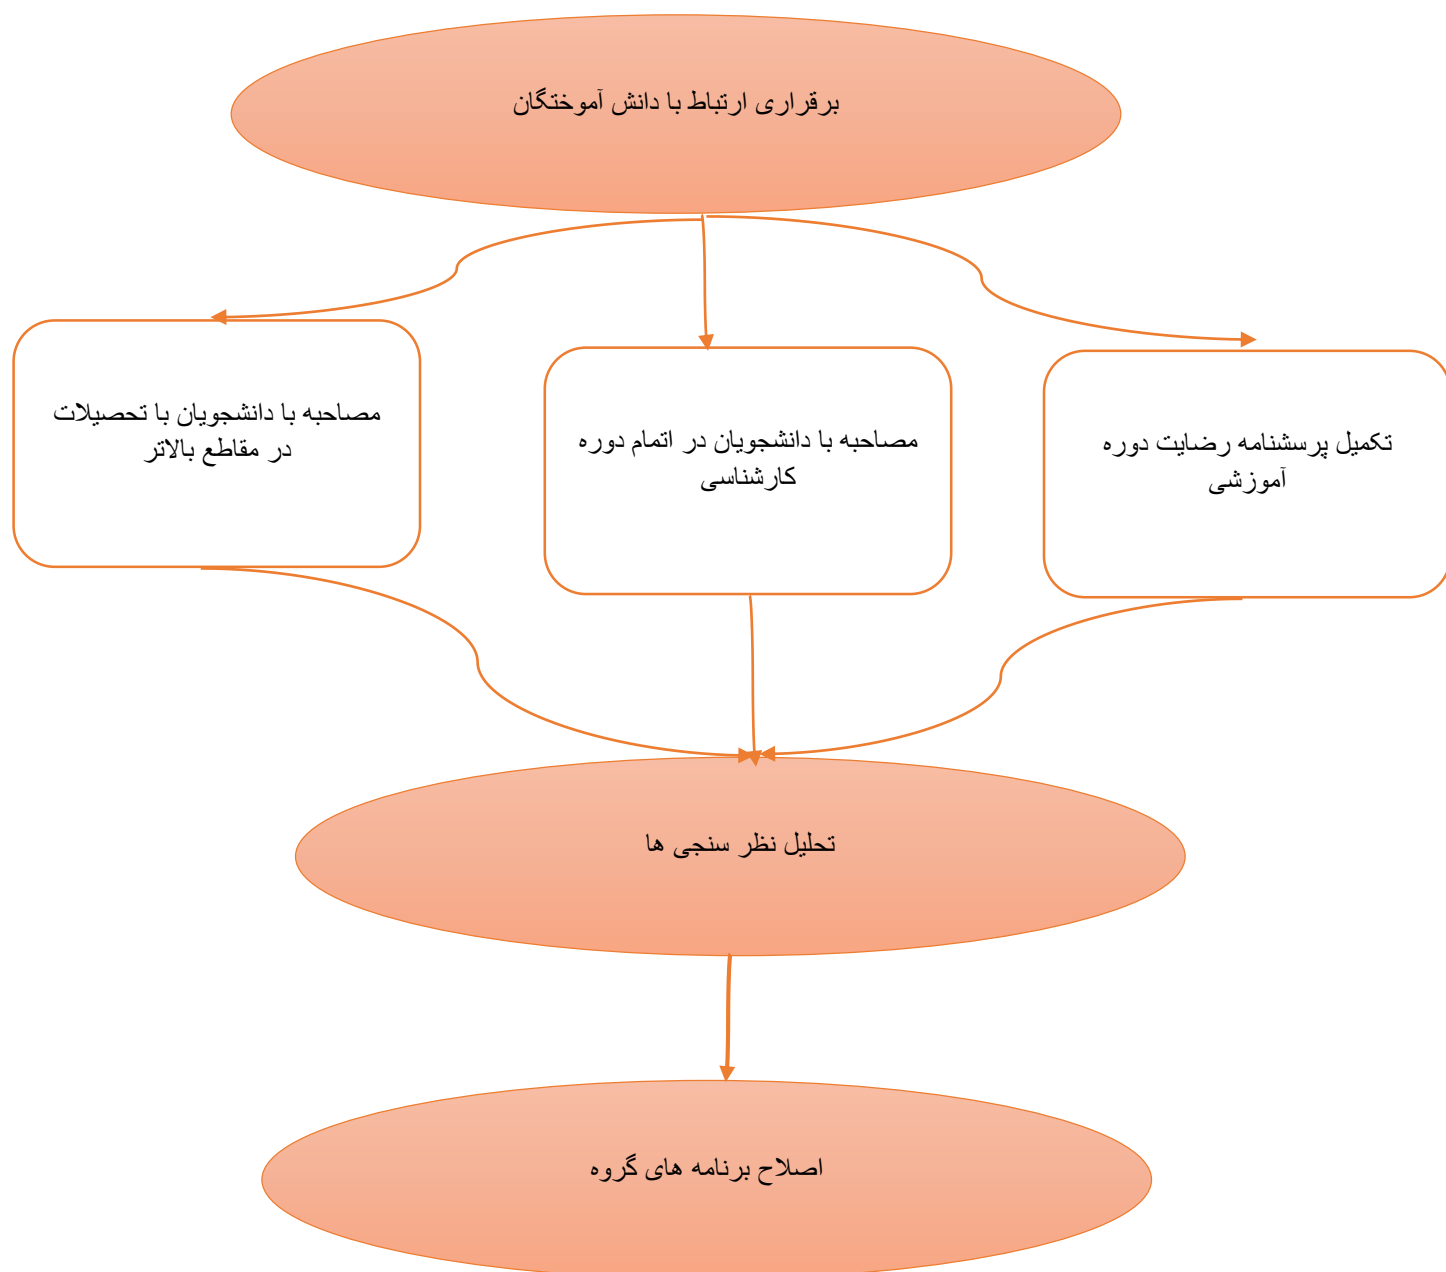 برقراری ارتباط با دانش آموختگان
تکمیل پرسشنامه رضایت دوره
آموزشی
مصاحبه با دانشجویان در اتمام دوره
کارشناسی
مصاحبه با دانشجویان با تحصیلات
در مقاطع بالاتر
تحلیل نظر سنجی ها
اصلاح برنامه های گروه